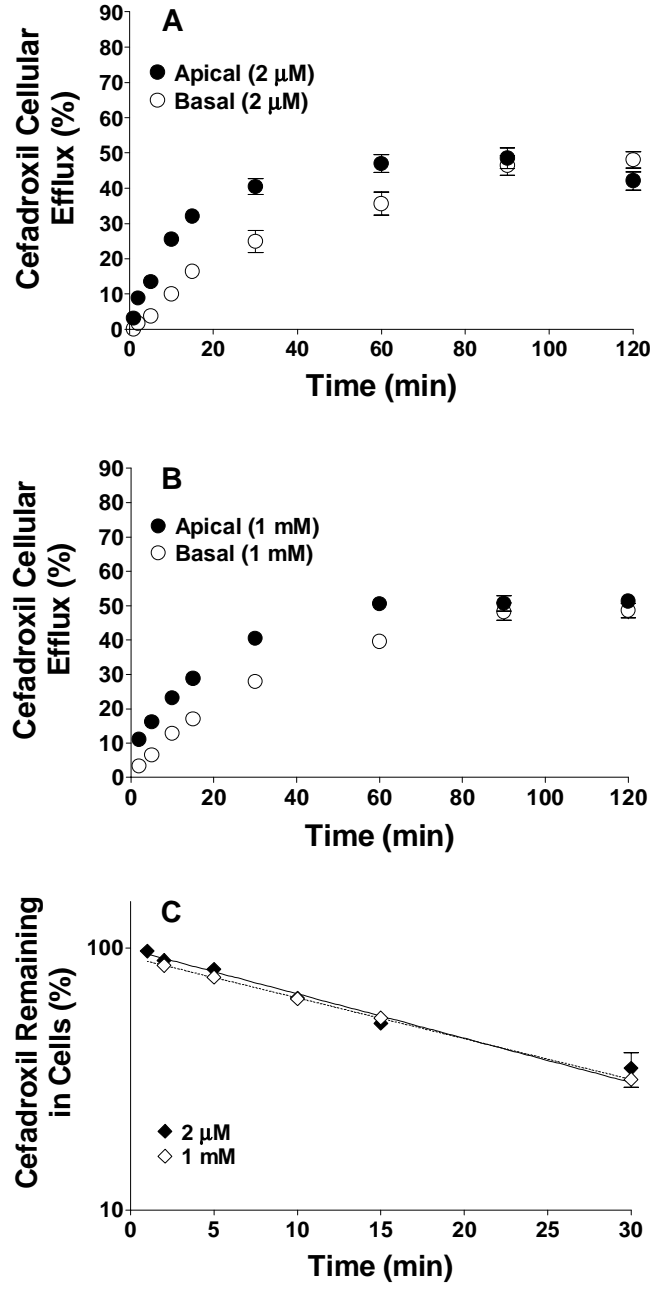 A
Apical (2 μM)
Basal (2 μM)
Cefadroxil Cellular
Efflux (%)
90
80
70
60
50
40
30
20
10
0
0 20 40 60 80 100 120
Time (min)
B
Apical (1 mM)
Basal (1 mM)
Cefadroxil Cellular
Efflux (%)
90
80
70
60
50
40
30
20
10
0
0 20 40 60 80 100 120
Time (min)
C
Cefadroxil Remaining
in Cells (%)
100
2 μM
1 mM
10
0 5 10 15 20 25 30
Time (min)